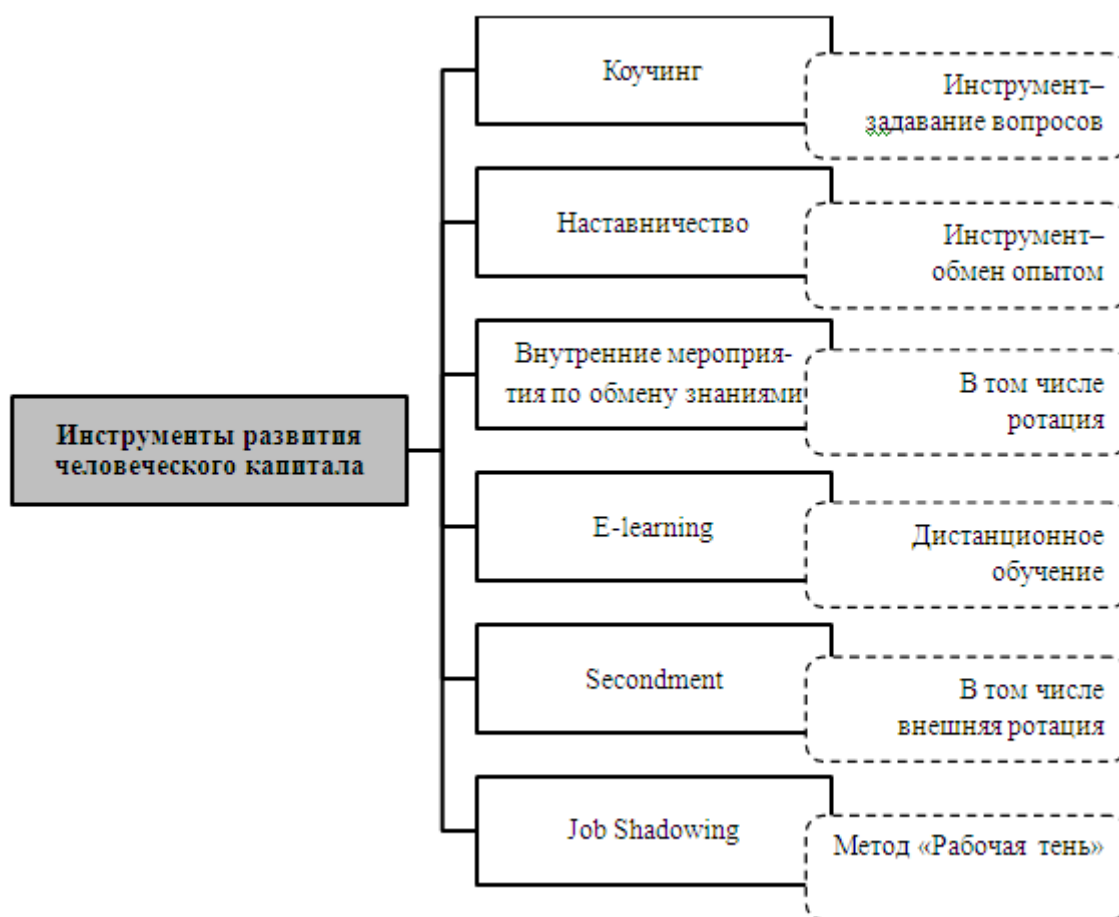 Коучинг
Инструмент–
задавание вопросов
Наставничество
Инструмент–
обмен опытом
Внутренние мероприя-
тия по обмену знаниями
В том числе
ротация
Инструменты развития
человеческого капитала
E-learning
Дистанционное
обучение
Secondment
В том числе
внешняя ротация
Job Shadowing
Метод «Рабочая тень»